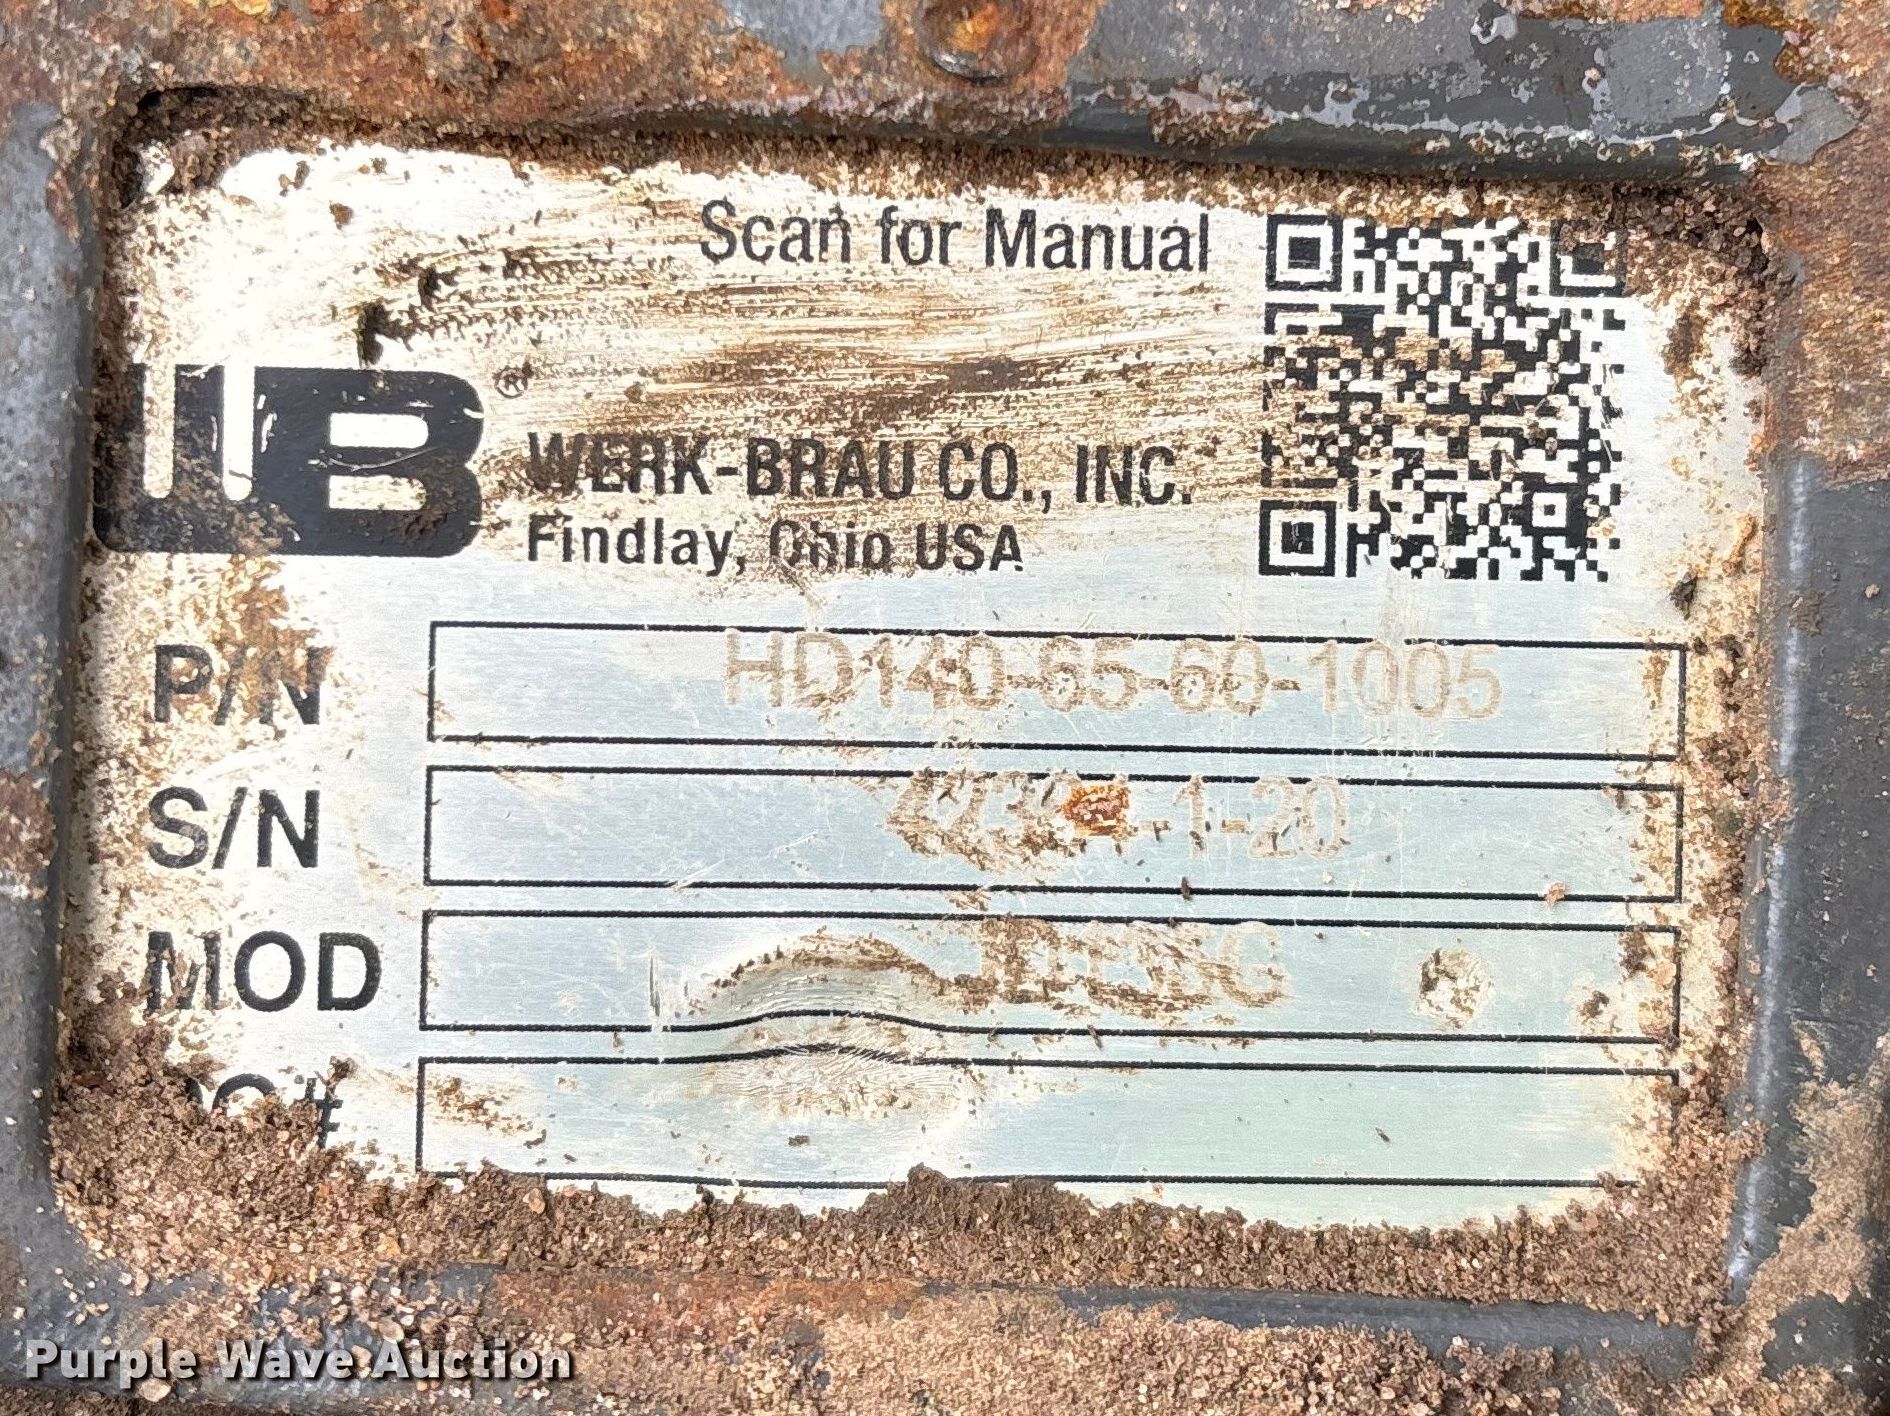 Scan for Manual
WB®
WERK-BRAU CO., INC.
Findlay, Ohio USA
P/N HD140-65-60-1005
S/N
MOD
Purple Wave Auction